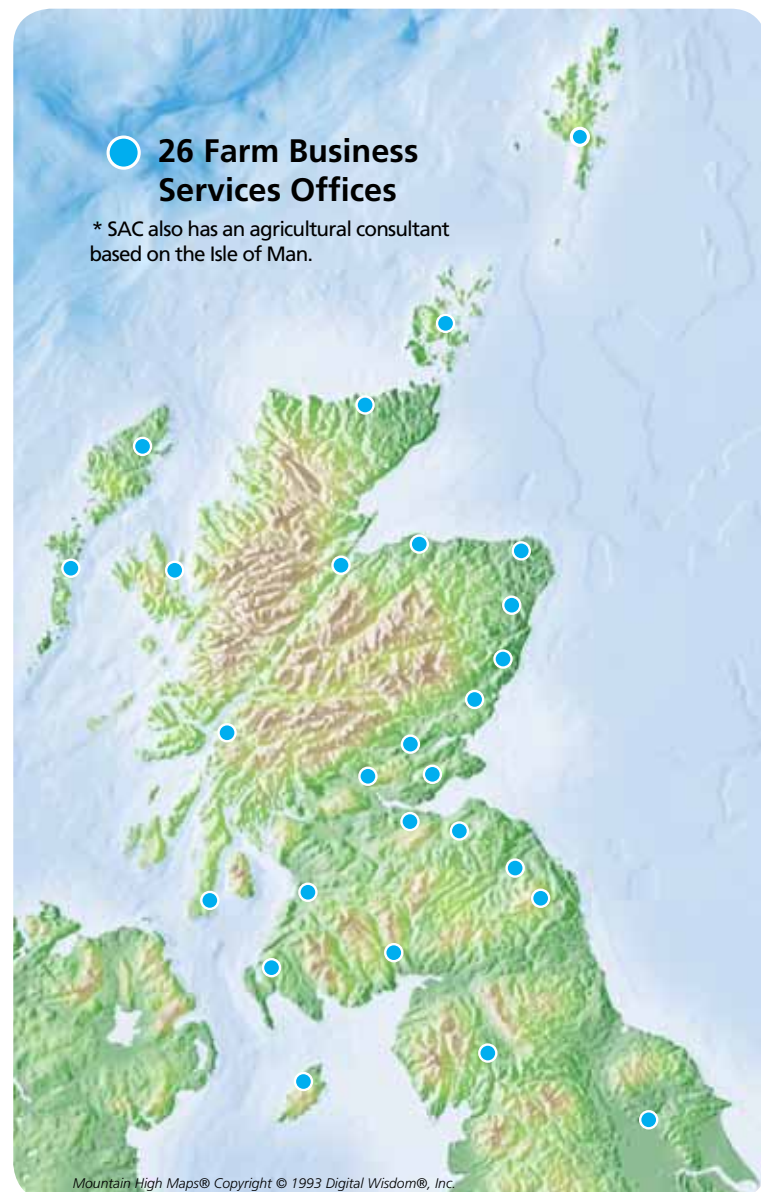 26 Farm Business
Services Offices
* SAC also has an agricultural consultant
based on the Isle of Man.
Mountain High Maps® Copyright © 1993 Digital Wisdom®, Inc.